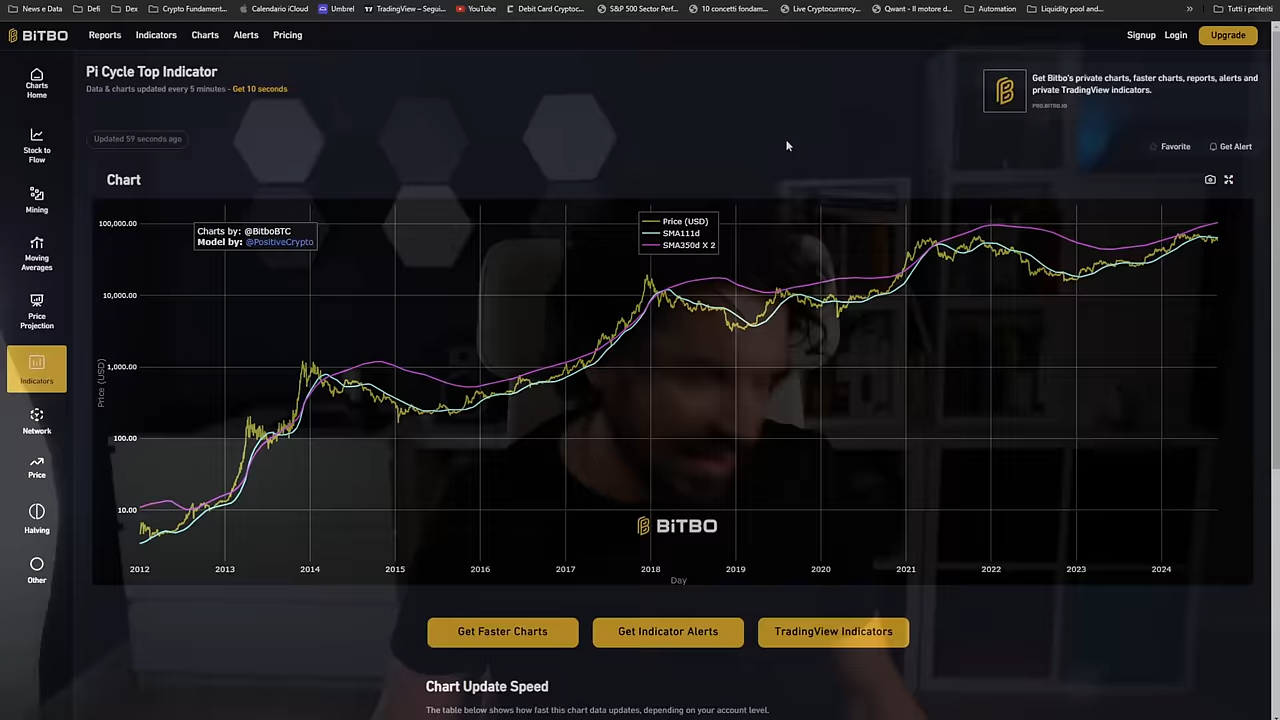 News e Data
Defi
Dex
Crypto Fundament...
Calendario iCloud
Umbrel
TradingView – Segui...
YouTube
Debit Card Cryptoc...
S&P 500 Sector Perf...
10 concetti fondam...
Live Cryptocurrency...
Qwant - Il motore d...
Automation
Liquidity pool and...
»
Tutti i preferiti
BiTBO
Reports
Indicators
Charts
Alerts
Pricing
Signup
Login
Upgrade
Charts
Home
Stock to
Flow
Mining
Moving
Averages
Price
Projection
Indicators
Network
Price
Halving
Other
Pi Cycle Top Indicator
Data & charts updated every 5 minutes - Get 10 seconds
Get Bitbo's private charts, faster charts, reports, alerts and
private TradingView indicators.
PRO.BITBO.IO
Updated 59 seconds ago
Favorite
Get Alert
Chart
Charts by: @BitboBTC
Model by: @PositiveCrypto
Price (USD)
SMA111d
SMA350d X 2
100,000.00
10,000.00
1,000.00
100.00
10.00
Price (USD)
BiTBO
2012
2013
2014
2015
2016
2017
2018
2019
2020
2021
2022
2023
2024
Day
Get Faster Charts
Get Indicator Alerts
TradingView Indicators
Chart Update Speed
The table below shows how fast this chart data updates, depending on your account level.